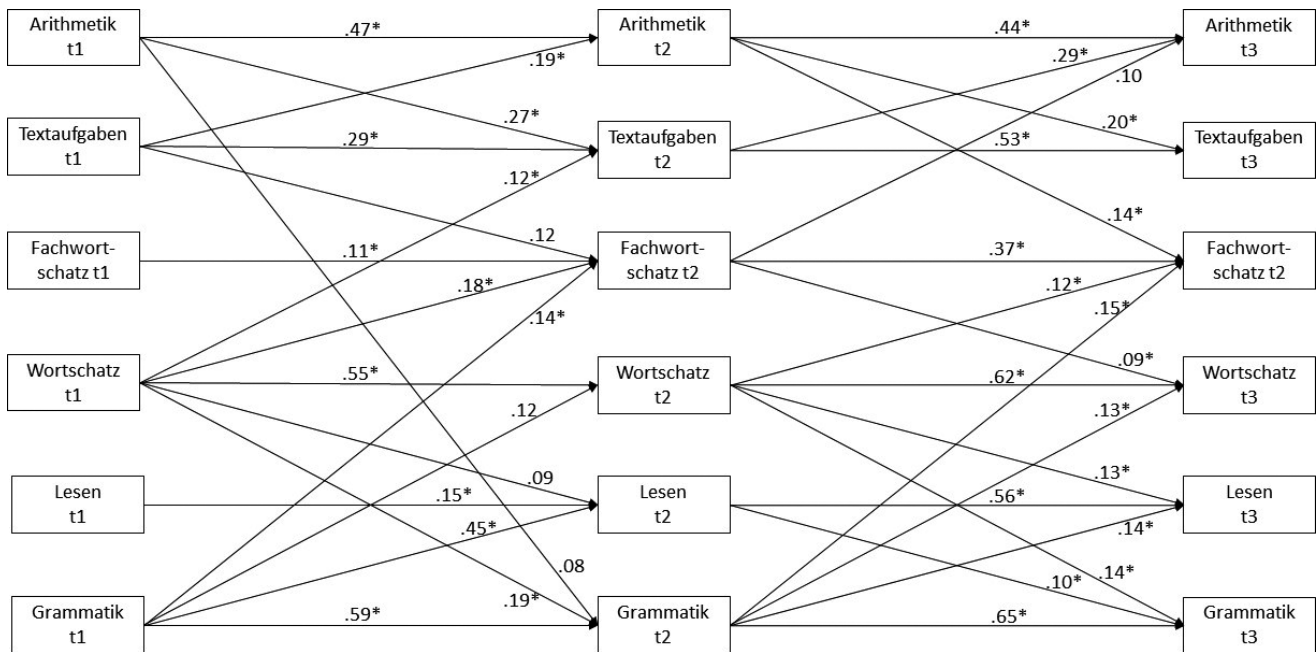 Arithmetik
t1
.47*
Arithmetik
t2
.44*
Arithmetik
t3
.19*
.29*
.10
Textaufgaben
t1
.27*
.29*
Textaufgaben
t2
.20*
.53*
Textaufgaben
t3
.12*
.14*
Fachwort-
schatz t1
.12
.11*
Fachwort-
schatz t2
.37*
Fachwort-
schatz t2
.18*
.14*
.12*
.15*
Wortschatz
t1
.55*
Wortschatz
t2
.09*
.62*
Wortschatz
t3
.12
.13*
Lesen
t1
.09
.15*
Lesen
t2
.13*
.56*
Lesen
t3
.45*
.14*
.08
.10*
.14*
Grammatik
t1
.19*
.59*
Grammatik
t2
.65*
Grammatik
t3